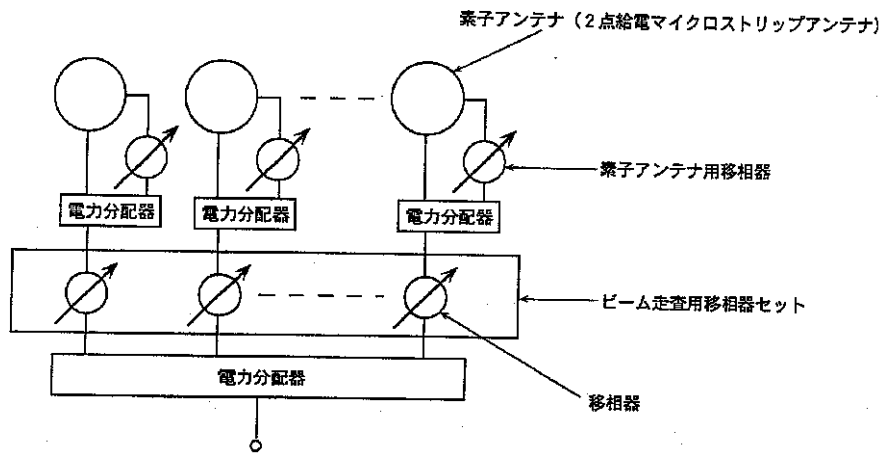 素子アンテナ（2点給電マイクロストリップアンテナ）
素子アンテナ用移相器
電力分配器
電力分配器
電力分配器
ビーム走査用移相器セット
電力分配器
移相器